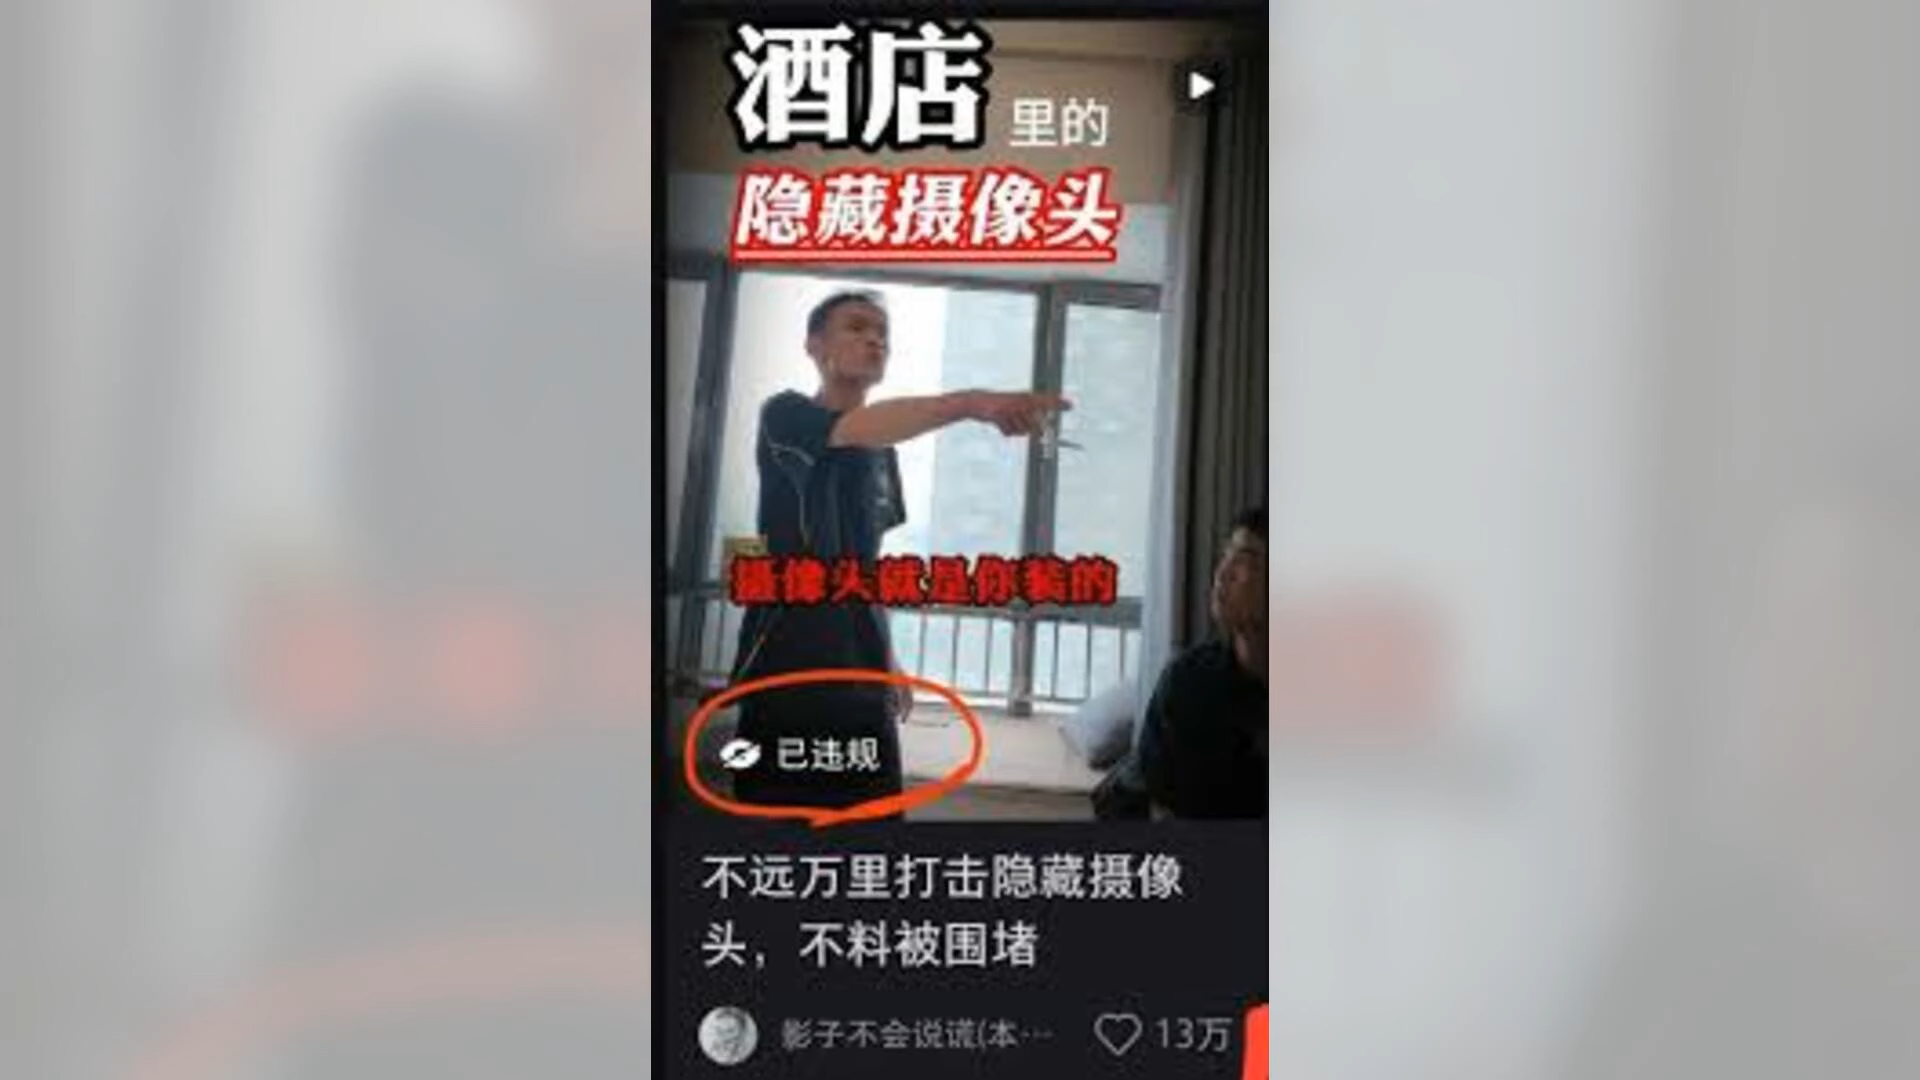 酒店里的
隐藏摄像头
摄像头就是你装的
已违规
不远万里打击隐藏摄像
头，不料被围堵
影子不会说谎(本…
13万